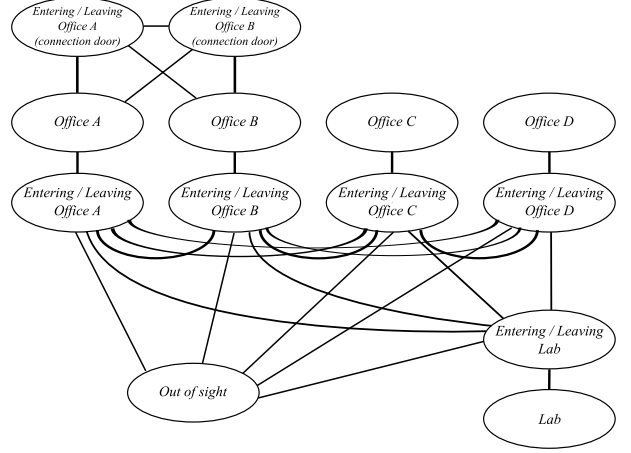 Entering / Leaving
Office A
(connection door)
Entering / Leaving
Office B
(connection door)
Office A
Office B
Office C
Office D
Entering / Leaving
Office A
Entering / Leaving
Office B
Entering / Leaving
Office C
Entering / Leaving
Office D
Entering / Leaving
Lab
Out of sight
Lab